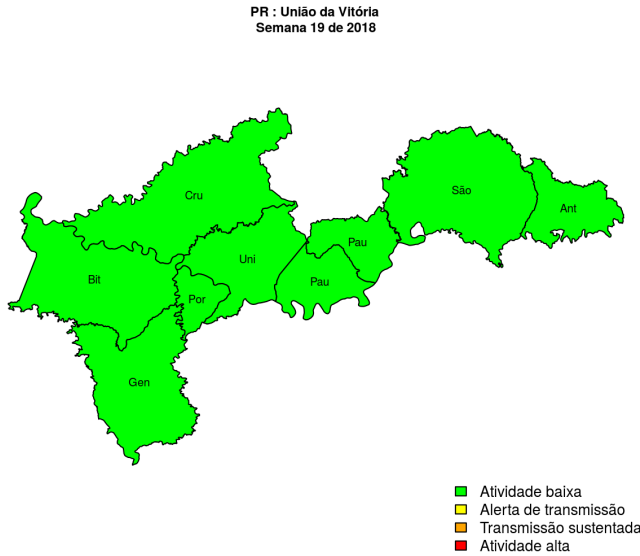 PR : União da Vitória
Semana 19 de 2018
Cru
São
Ant
Pau
Uni
Bit
Pau
Por
Gen
Atividade baixa
Alerta de transmissão
Transmissão sustentada
Atividade alta